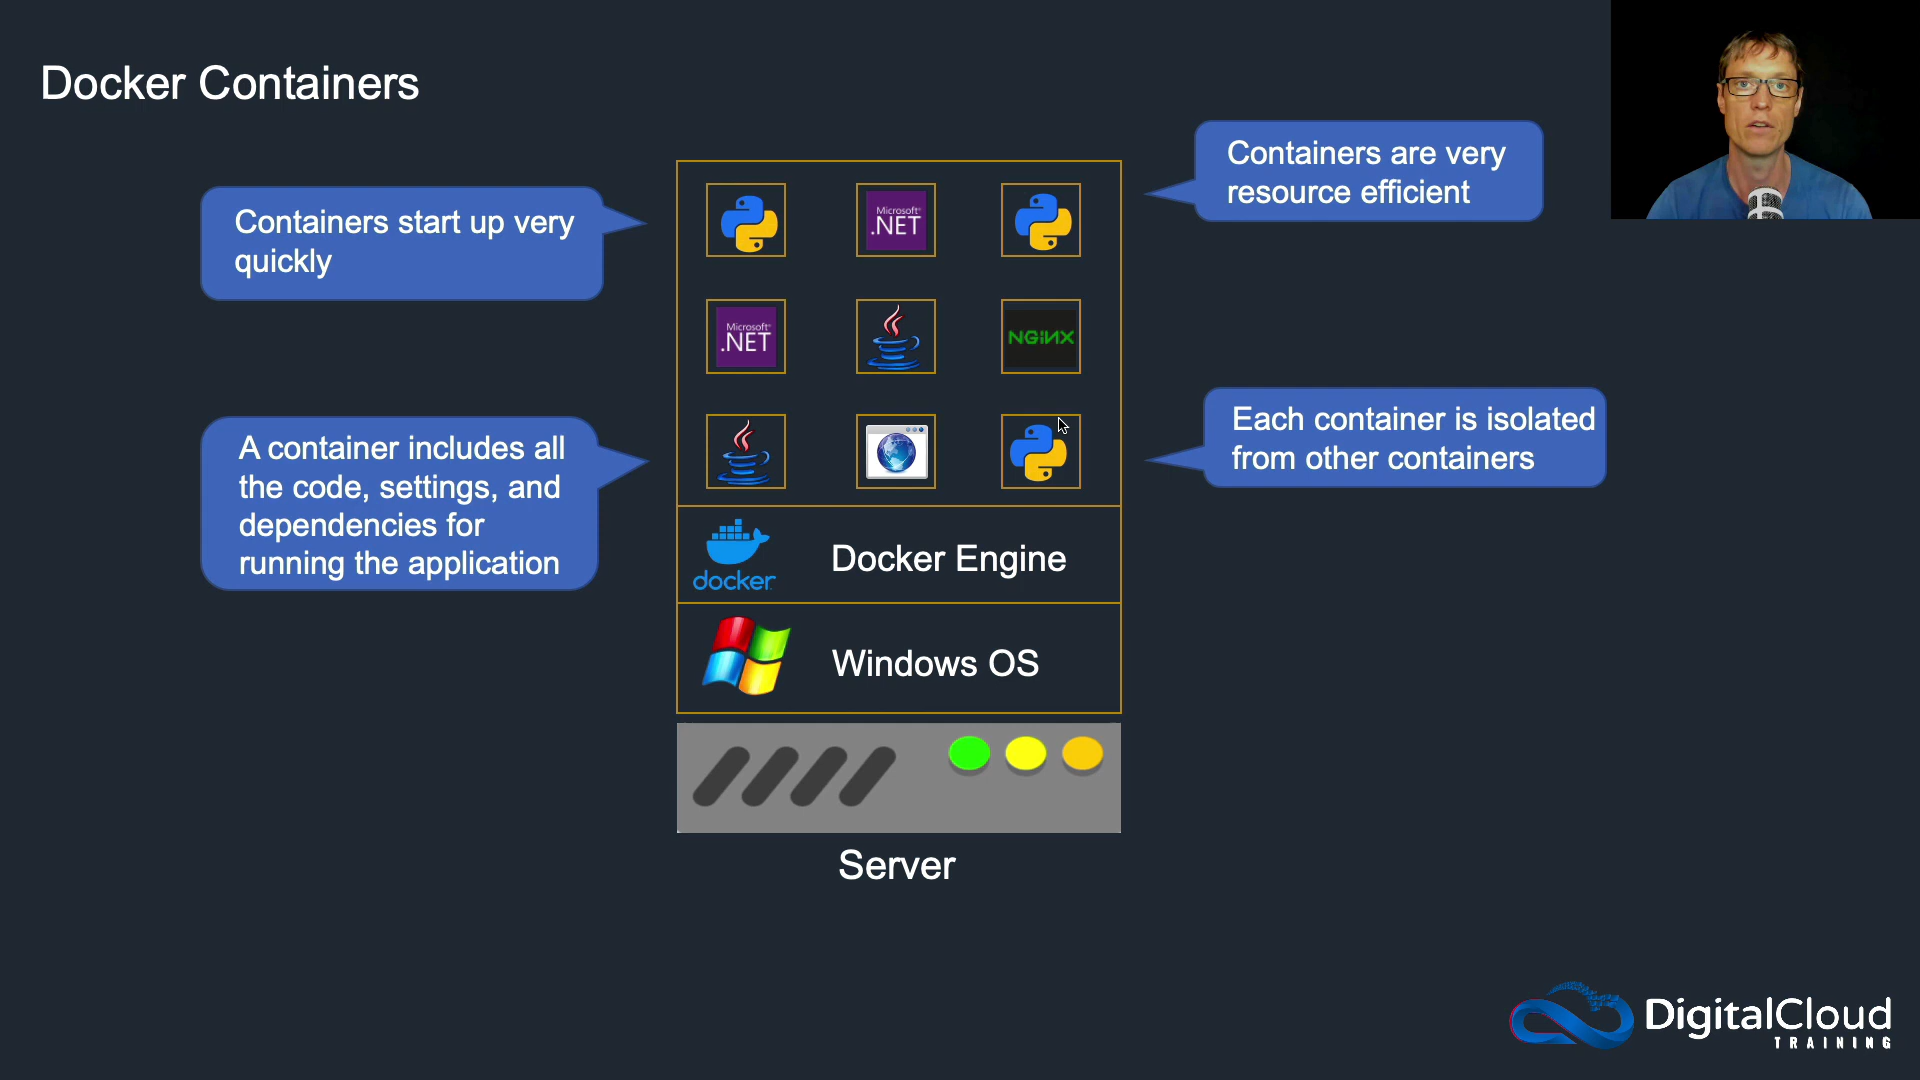 Docker Containers
Containers start up very
quickly
Containers are very
resource efficient
Microsoft®
.NET
Microsoft®
.NET
NGiNX
A container includes all
the code, settings, and
dependencies for
running the application
Each container is isolated
from other containers
docker
Docker Engine
Windows OS
Server
DigitalCloud
TRAINING